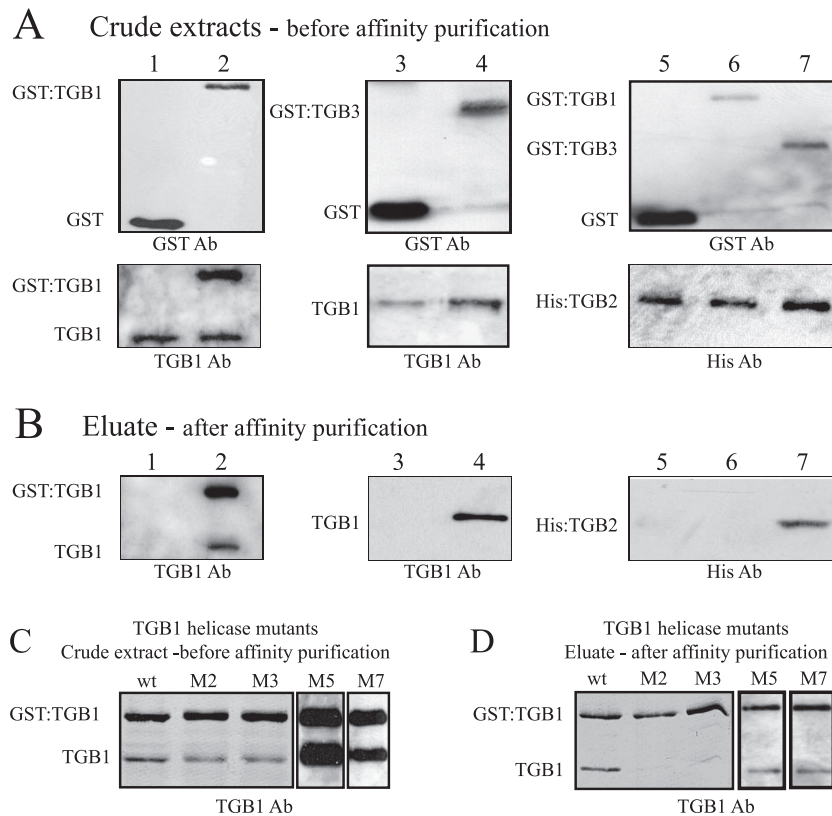 A Crude extracts - before affinity purification
1 2 3 4 5 6 7
GST:TGB1
GST
GST Ab
GST:TGB3
GST
GST Ab
GST:TGB1
GST:TGB3
GST
GST Ab
GST:TGB1
TGB1
TGB1 Ab
TGB1
TGB1 Ab
His:TGB2
His Ab
B Eluate - after affinity purification
1 2 3 4 5 6 7
GST:TGB1
TGB1
TGB1 Ab
TGB1
TGB1 Ab
His:TGB2
His Ab
C TGB1 helicase mutants
Crude extract -before affinity purification
wt M2 M3 M5 M7
GST:TGB1
TGB1
TGB1 Ab
D TGB1 helicase mutants
Eluate - after affinity purification
wt M2 M3 M5 M7
GST:TGB1
TGB1
TGB1 Ab